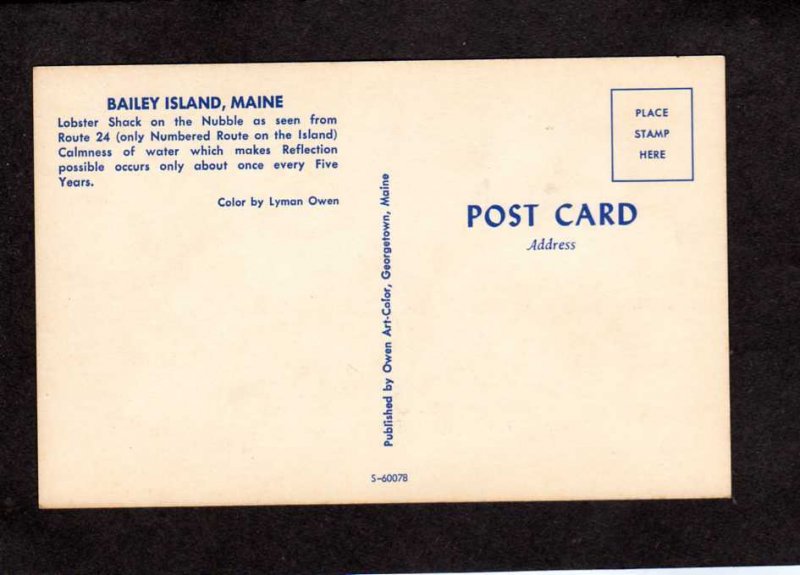 BAILEY ISLAND, MAINE
Lobster Shack on the Nubble as seen from
Route 24 (only Numbered Route on the Island)
Calmness of water which makes Reflection
possible occurs only about once every Five
Years.
Color by Lyman Owen
Published by Owen Art-Color, Georgetown, Maine
S-60078
PLACE
STAMP
HERE
POST CARD
Address